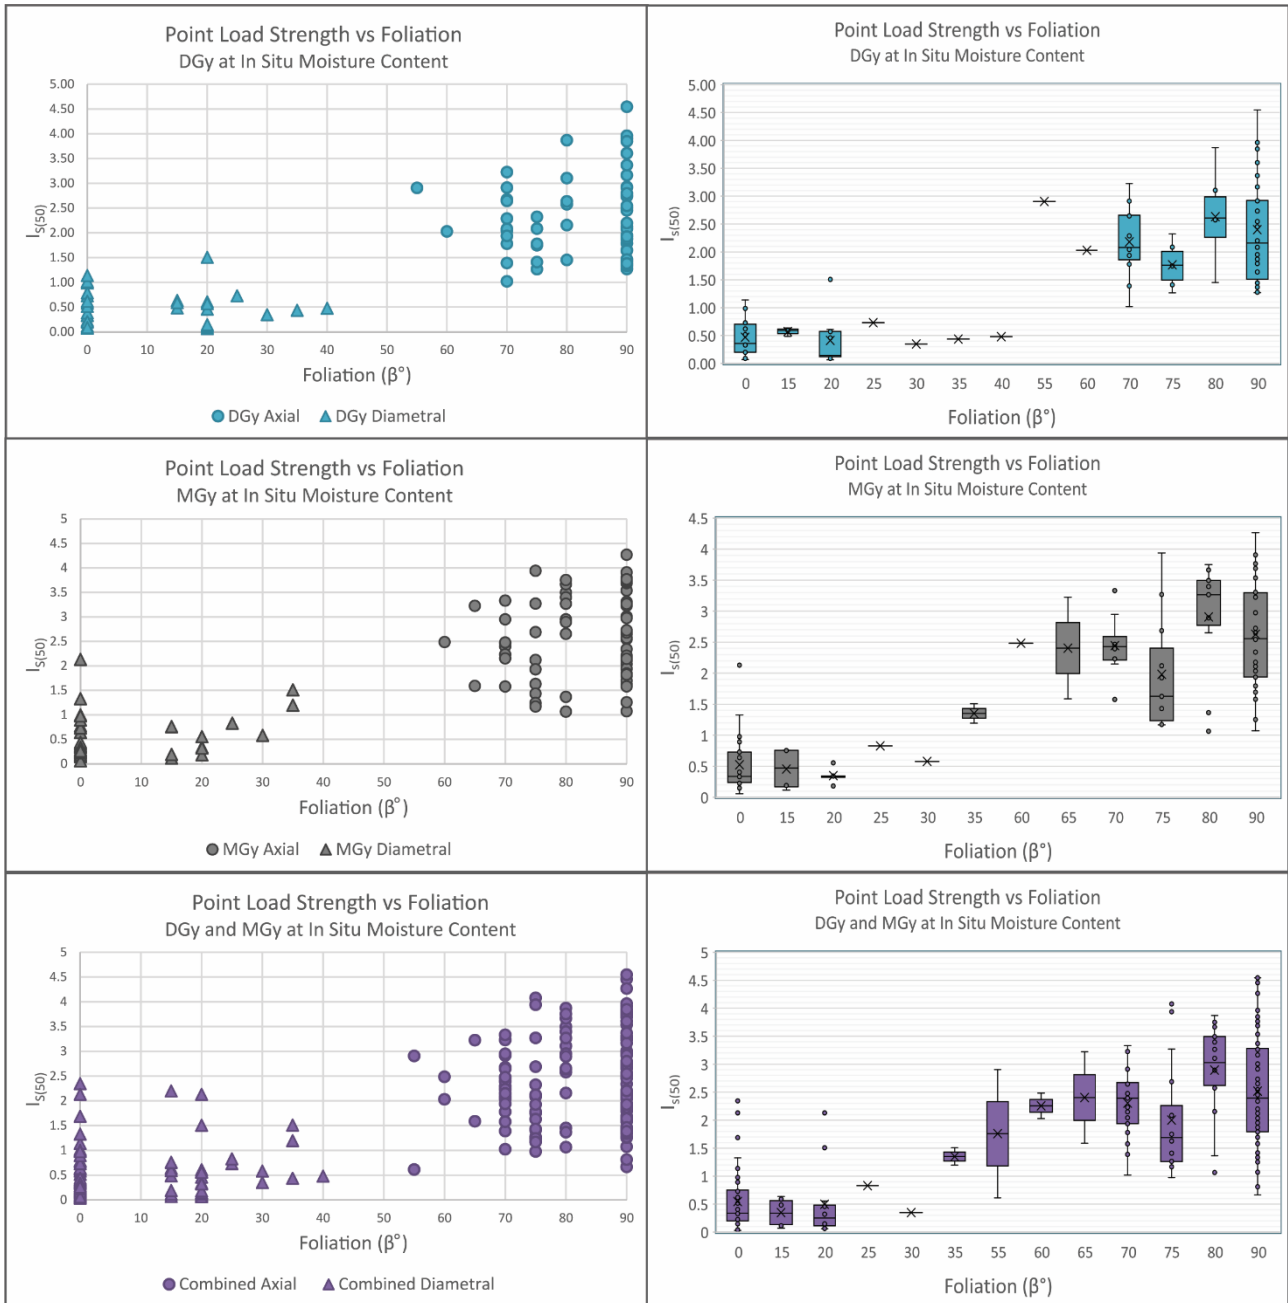 Point Load Strength vs Foliation
DGy at In Situ Moisture Content
5.00
4.50
4.00
3.50
3.00
2.50
2.00
1.50
1.00
0.50
0.00
Is(50)
0 10 20 30 40 50 60 70 80 90
Foliation (β°)
DGy Axial DGy Diametral
Point Load Strength vs Foliation
DGy at In Situ Moisture Content
5.00
4.50
4.00
3.50
3.00
2.50
2.00
1.50
1.00
0.50
0.00
Is(50)
0 15 20 25 30 35 40 55 60 70 75 80 90
Foliation (β°)
Point Load Strength vs Foliation
MGy at In Situ Moisture Content
5
4.5
4
3.5
3
2.5
2
1.5
1
0.5
0
Is(50)
0 10 20 30 40 50 60 70 80 90
Foliation (β°)
MGy Axial MGy Diametral
Point Load Strength vs Foliation
MGy at In Situ Moisture Content
4.5
4
3.5
3
2.5
2
1.5
1
0.5
0
Is(50)
0 15 20 25 30 35 60 65 70 75 80 90
Foliation (β°)
Point Load Strength vs Foliation
DGy and MGy at In Situ Moisture Content
5
4.5
4
3.5
3
2.5
2
1.5
1
0.5
0
Is(50)
0 10 20 30 40 50 60 70 80 90
Foliation (β°)
Combined Axial Combined Diametral
Point Load Strength vs Foliation
DGy and MGy at In Situ Moisture Content
5
4.5
4
3.5
3
2.5
2
1.5
1
0.5
0
Is(50)
0 15 20 25 30 35 55 60 65 70 75 80 90
Foliation (β°)